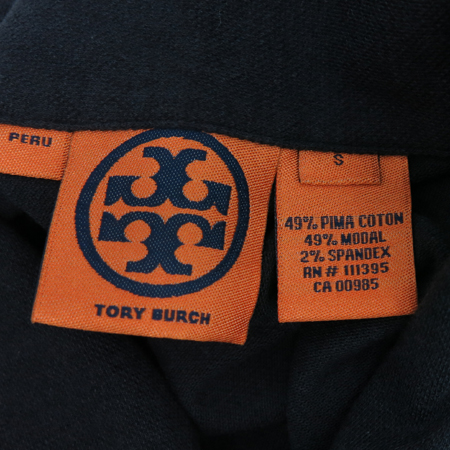 PERU
TORY BURCH
S
49% PIMA COTON
49% MODAL
2% SPANDEX
RN # 111395
CA 00985